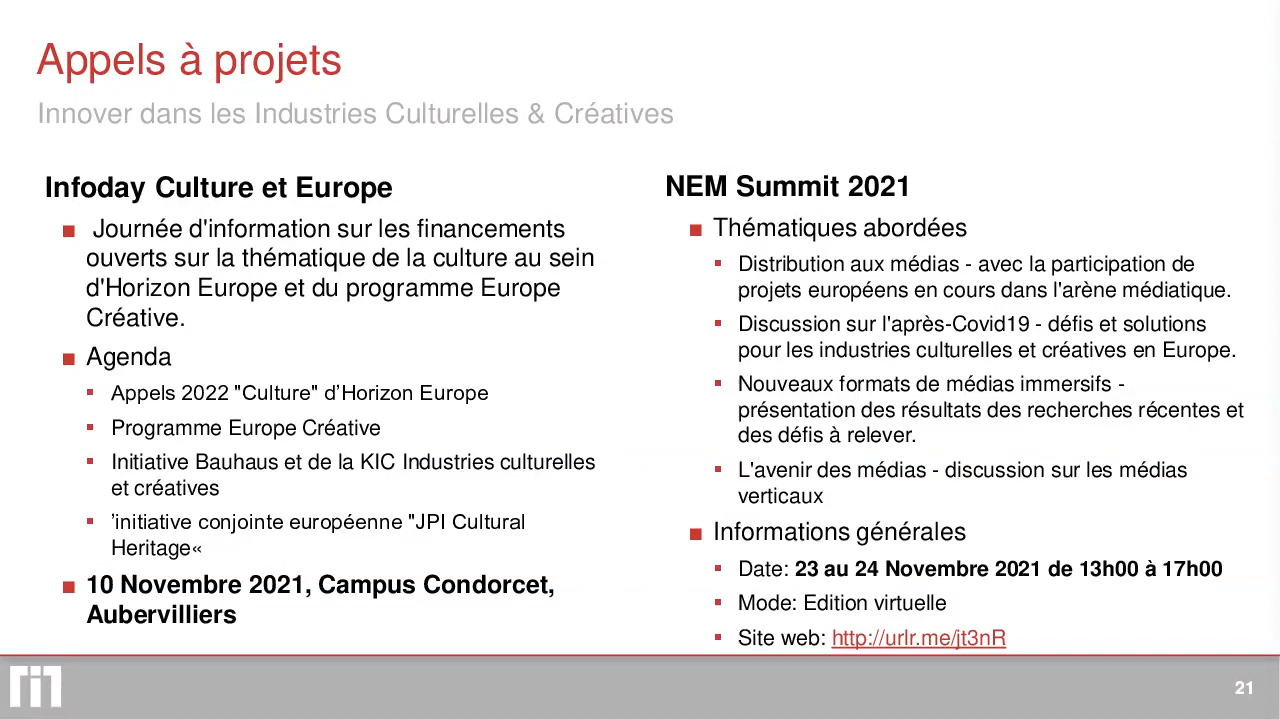 Appels à projets
Innover dans les Industries Culturelles & Créatives
Infoday Culture et Europe
Journée d'information sur les financements
ouverts sur la thématique de la culture au sein
d'Horizon Europe et du programme Europe
Créative.
Agenda
Appels 2022 "Culture" d’Horizon Europe
Programme Europe Créative
Initiative Bauhaus et de la KIC Industries culturelles
et créatives
’initiative conjointe européenne "JPI Cultural
Heritage«
10 Novembre 2021, Campus Condorcet,
Aubervilliers
NEM Summit 2021
Thématiques abordées
Distribution aux médias - avec la participation de
projets européens en cours dans l'arène médiatique.
Discussion sur l'après-Covid19 - défis et solutions
pour les industries culturelles et créatives en Europe.
Nouveaux formats de médias immersifs -
présentation des résultats des recherches récentes et
des défis à relever.
L'avenir des médias - discussion sur les médias
verticaux
Informations générales
Date: 23 au 24 Novembre 2021 de 13h00 à 17h00
Mode: Edition virtuelle
Site web: http://urlr.me/jt3nR
21